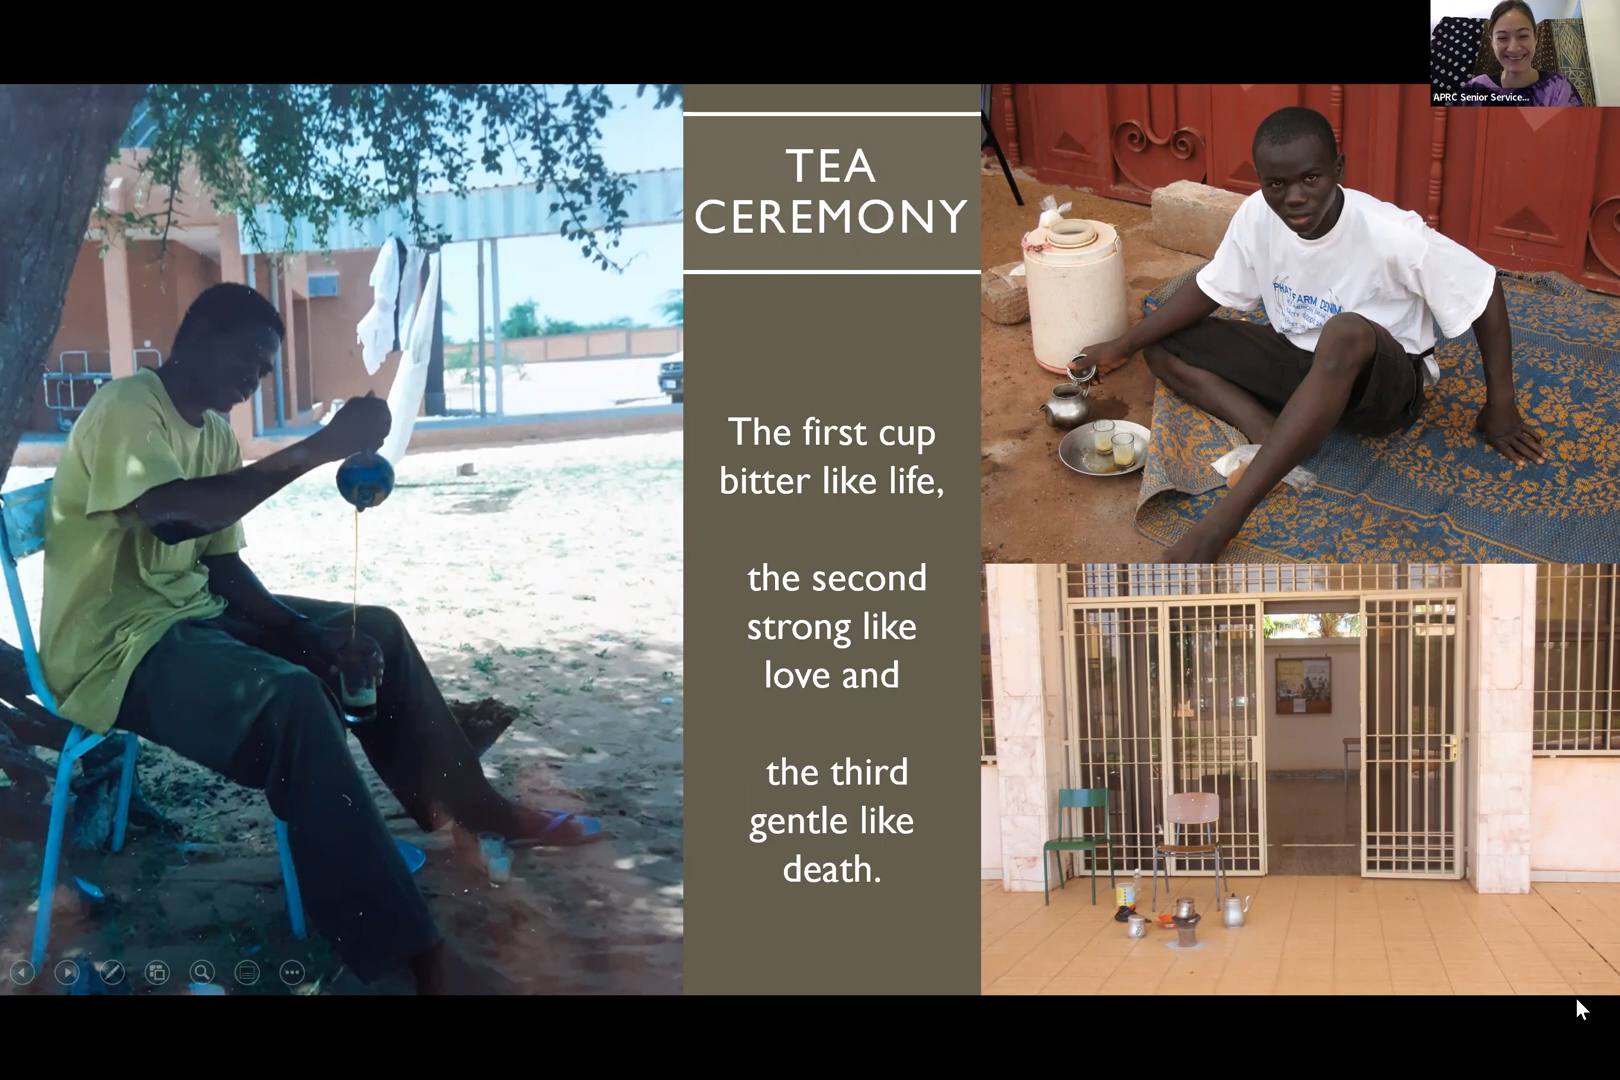 APRC Senior Service...
TEA
CEREMONY
The first cup
bitter like life,
the second
strong like
love and
the third
gentle like
death.